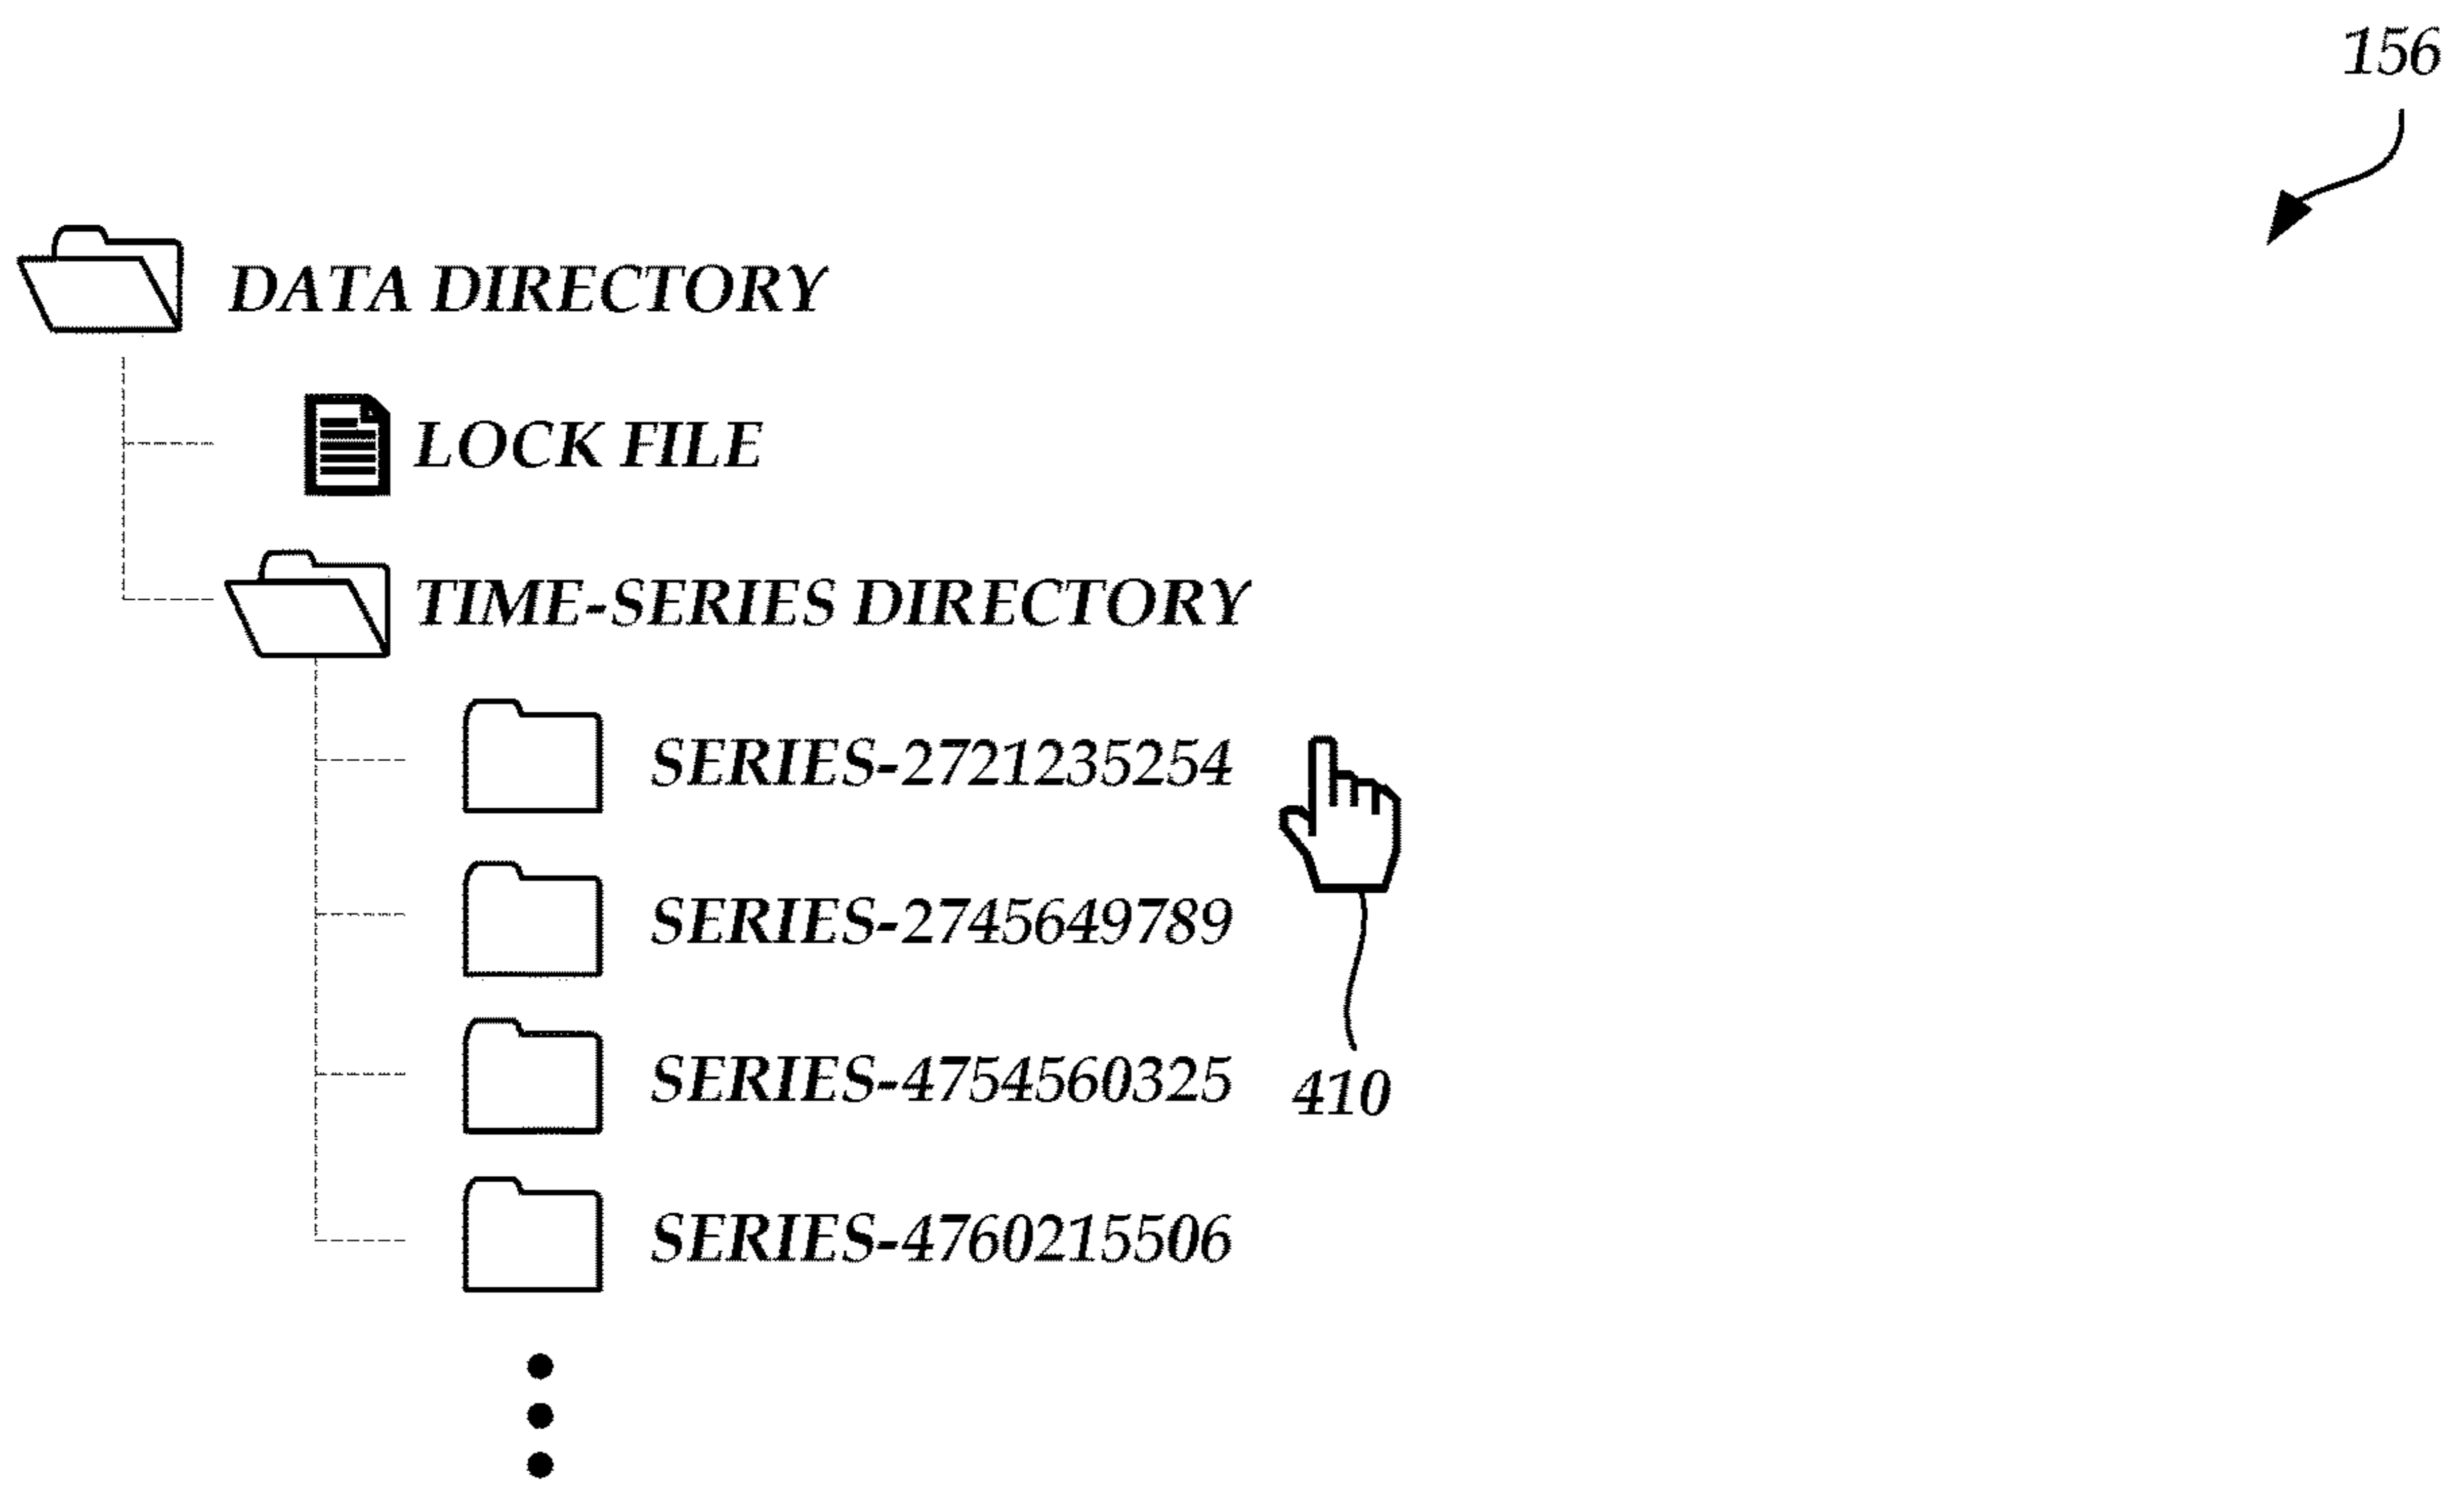 156
DATA DIRECTORY
LOCK FILE
TIME-SERIES DIRECTORY
SERIES-2721235254
SERIES-2745649789
SERIES-4754560325
410
SERIES-4760215506